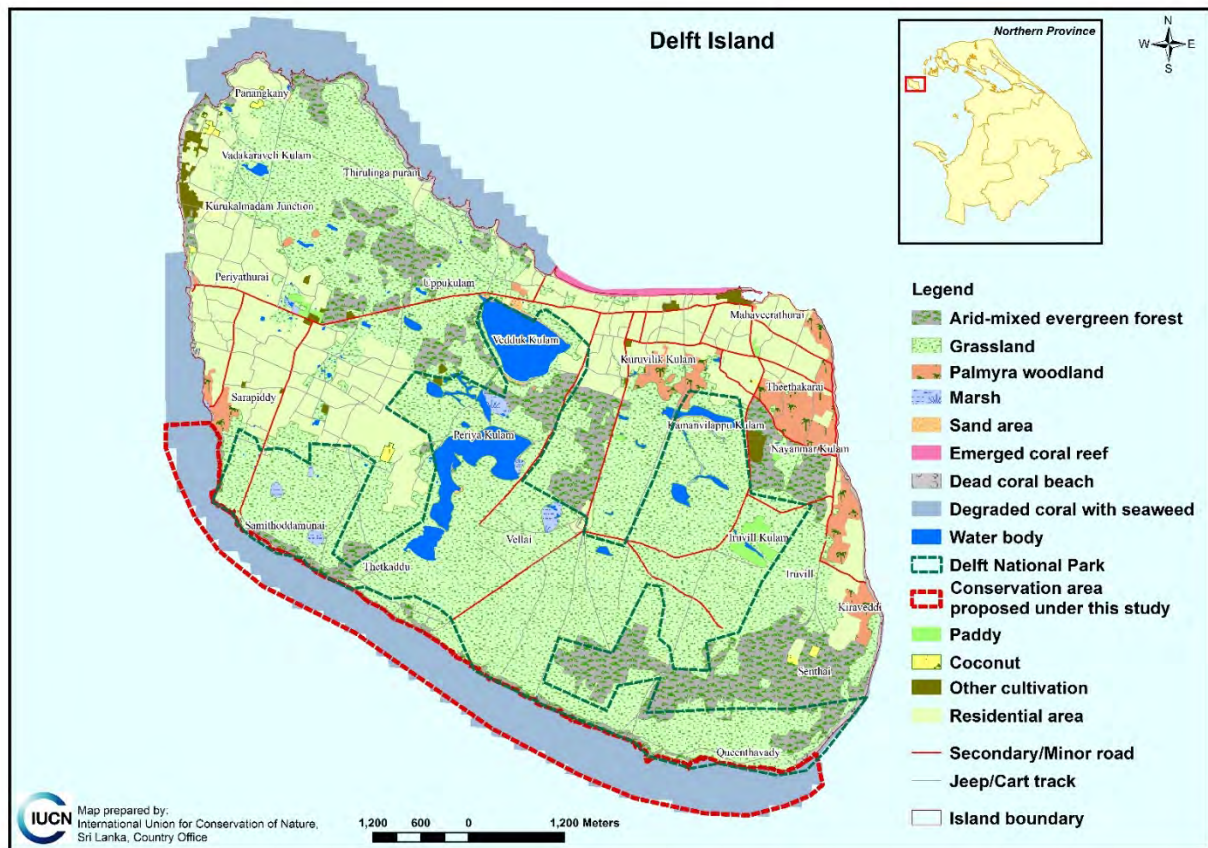 Delft Island
Northern Province
N
W
E
S
Panangkany
Vadakaraveli Kulam
Thirulinga puram
Kurukalmadam Junction
Periyathurai
Uppukulam
Mahaveerathurai
Vedduk Kulam
Kuruvilik Kulam
Theethakarai
Sarapiddy
Kamanvilappu Kulam
Periya Kulam
Nayanmar Kulam
Samithoddamunai
Vellai
Iruvill Kulam
Thetkaddu
Iruvill
Kiraveddi
Senthai
Queenthavady
Legend
Arid-mixed evergreen forest
Grassland
Palmyra woodland
Marsh
Sand area
Emerged coral reef
Dead coral beach
Degraded coral with seaweed
Water body
Delft National Park
Conservation area
proposed under this study
Paddy
Coconut
Other cultivation
Residential area
Secondary/Minor road
Jeep/Cart track
Island boundary
IUCN
Map prepared by:
International Union for Conservation of Nature,
Sri Lanka, Country Office
1,200 600 0 1,200 Meters